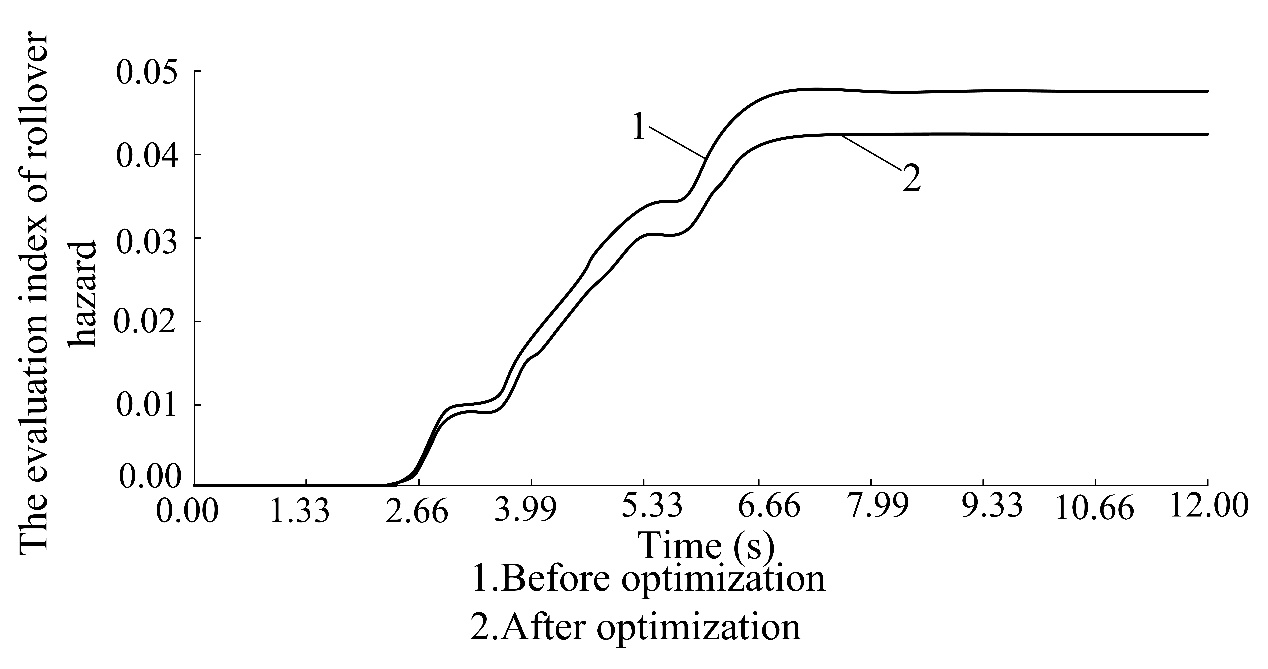 The evaluation index of rollover
hazard
0.05
0.04
0.03
0.02
0.01
0.00
1
2
0.00 1.33 2.66 3.99 5.33 6.66 7.99 9.33 10.66 12.00
Time (s)
1.Before optimization
2.After optimization